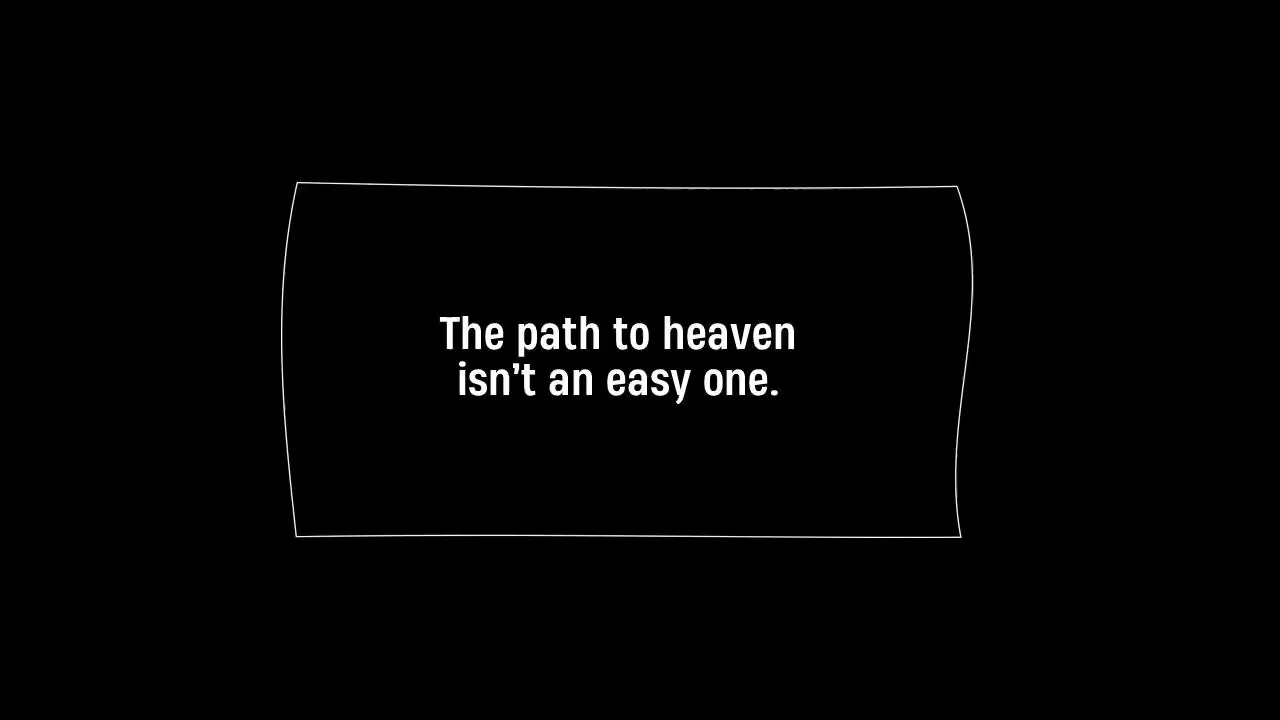 The path to heaven
isn’t an easy one.